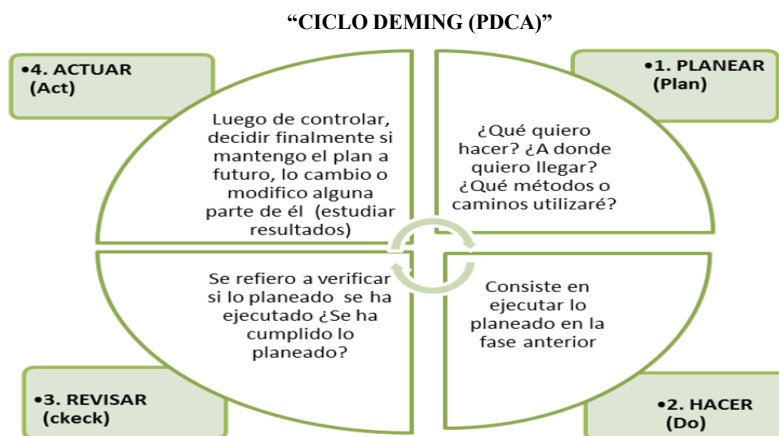 “CICLO DEMING (PDCA)”
•4. ACTUAR
(Act)
Luego de controlar,
decidir finalmente si
mantengo el plan a
futuro, lo cambio o
modifico alguna
parte de él (estudiar
resultados)
•1. PLANEAR
(Plan)
¿Qué quiero
hacer? ¿A donde
quiero llegar?
¿Qué métodos o
caminos utilizaré?
Se refiero a verificar
si lo planeado se ha
ejecutado ¿Se ha
cumplido lo
planeado?
•3. REVISAR
(ckeck)
Consiste en
ejecutar lo
planeado en la
fase anterior
•2. HACER
(Do)